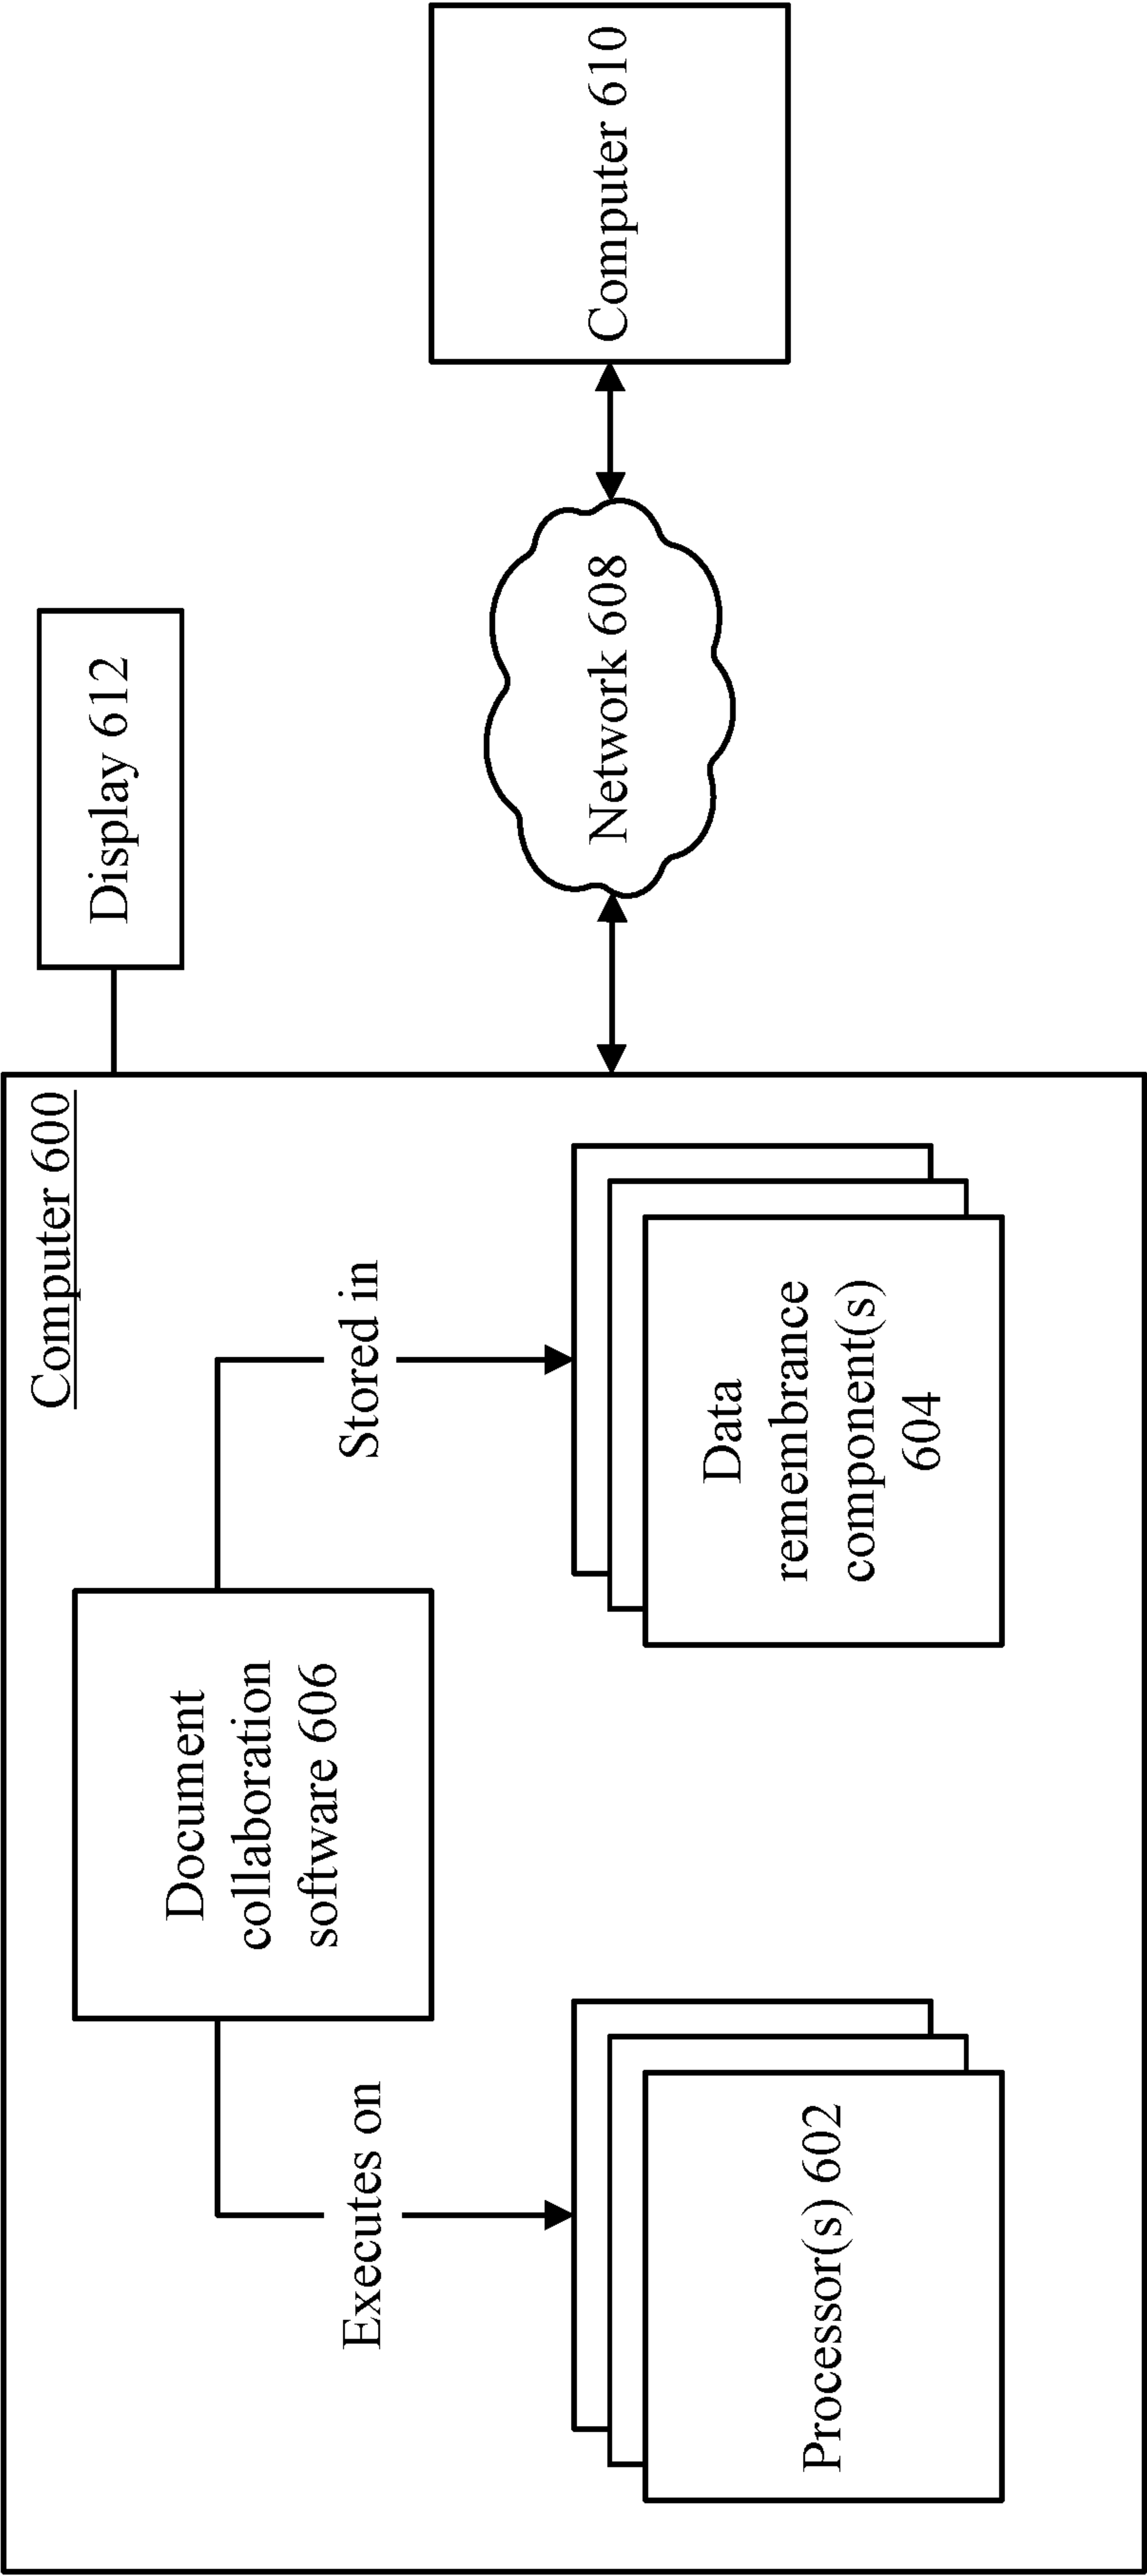 Computer 600
Document
collaboration
software 606
Executes on
Stored in
Processor(s) 602
Data
remembrance
component(s)
604
Display 612
Network 608
Computer 610